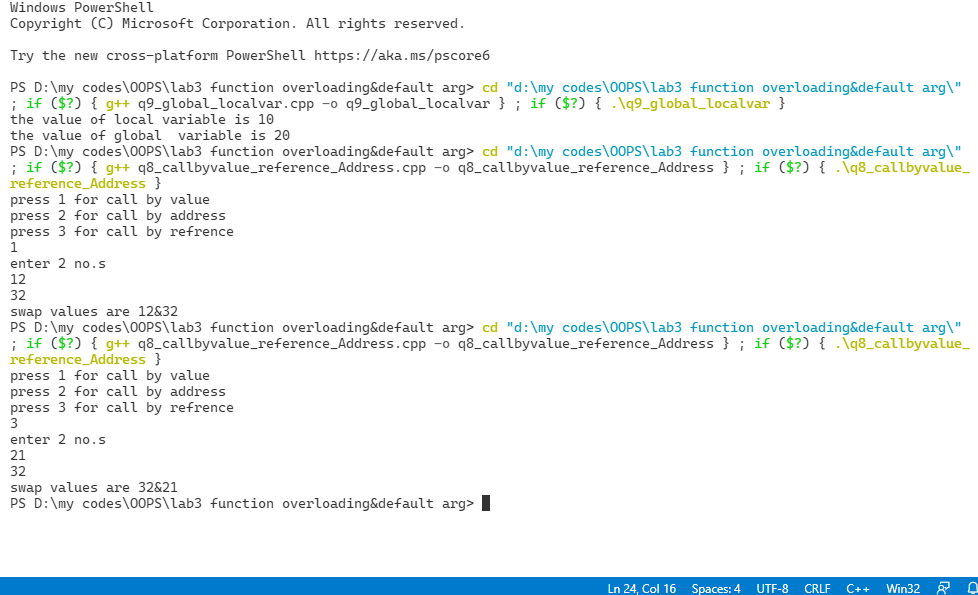 Windows PowerShell
Copyright (C) Microsoft Corporation. All rights reserved.
Try the new cross-platform PowerShell https://aka.ms/pscore6
PS D:\my codes\OOPS\lab3 function overloading&default arg> cd "d:\my codes\OOPS\lab3 function overloading&default arg\"
; if ($?) { g++ q9_global_localvar.cpp -o q9_global_localvar } ; if ($?) { .\q9_global_localvar }
the value of local variable is 10
the value of global  variable is 20
PS D:\my codes\OOPS\lab3 function overloading&default arg> cd "d:\my codes\OOPS\lab3 function overloading&default arg\"
; if ($?) { g++ q8_callbyvalue_reference_Address.cpp -o q8_callbyvalue_reference_Address } ; if ($?) { .\q8_callbyvalue_
reference_Address }
press 1 for call by value
press 2 for call by address
press 3 for call by refrence
1
enter 2 no.s
12
32
swap values are 12&32
PS D:\my codes\OOPS\lab3 function overloading&default arg> cd "d:\my codes\OOPS\lab3 function overloading&default arg\"
; if ($?) { g++ q8_callbyvalue_reference_Address.cpp -o q8_callbyvalue_reference_Address } ; if ($?) { .\q8_callbyvalue_
reference_Address }
press 1 for call by value
press 2 for call by address
press 3 for call by refrence
3
enter 2 no.s
21
32
swap values are 32&21
PS D:\my codes\OOPS\lab3 function overloading&default arg>
Ln 24, Col 16 Spaces: 4 UTF-8 CRLF C++ Win32